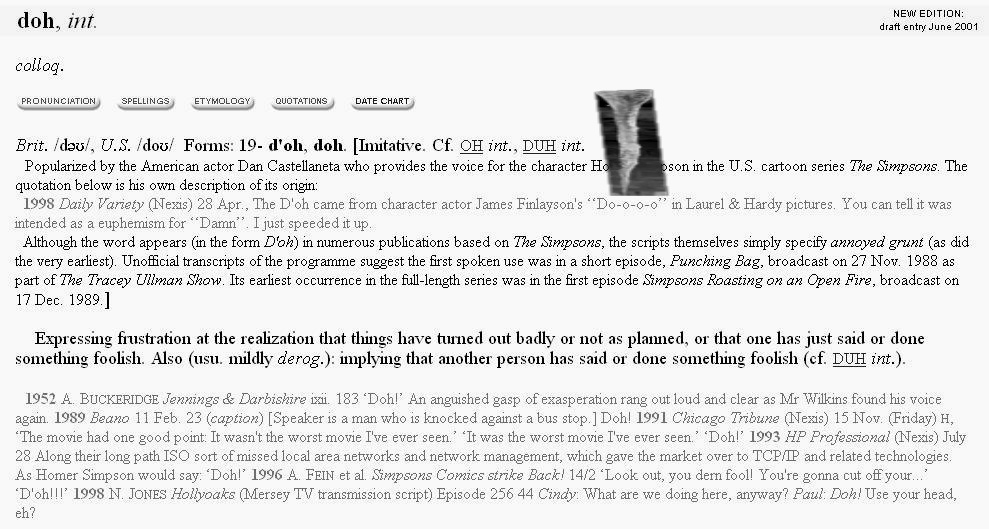 doh, int.
NEW EDITION:
draft entry June 2001
colloq.
PRONUNCIATION SPELLINGS ETYMOLOGY QUOTATIONS DATE CHART
Brit. /dəʊ/, U.S. /doʊ/ Forms: 19- d'oh, doh. [Imitative. Cf. OH int., DUH int.
Popularized by the American actor Dan Castellaneta who provides the voice for the character Ho pson in the U.S. cartoon series The Simpsons. The
quotation below is his own description of its origin:
1998 Daily Variety (Nexis) 28 Apr., The D'oh came from character actor James Finlayson's ‘‘Do-o-o-o’’ in Laurel & Hardy pictures. You can tell it was
intended as a euphemism for ‘‘Damn’’. I just speeded it up.
Although the word appears (in the form D'oh) in numerous publications based on The Simpsons, the scripts themselves simply specify annoyed grunt (as did
the very earliest). Unofficial transcripts of the programme suggest the first spoken use was in a short episode, Punching Bag, broadcast on 27 Nov. 1988 as
part of The Tracey Ullman Show. Its earliest occurrence in the full-length series was in the first episode Simpsons Roasting on an Open Fire, broadcast on
17 Dec. 1989.]
Expressing frustration at the realization that things have turned out badly or not as planned, or that one has just said or done
something foolish. Also (usu. mildly derog.): implying that another person has said or done something foolish (cf. DUH int.).
1952 A. BUCKERIDGE Jennings & Darbishire ixii. 183 ‘Doh!’ An anguished gasp of exasperation rang out loud and clear as Mr Wilkins found his voice
again. 1989 Beano 11 Feb. 23 (caption) [Speaker is a man who is knocked against a bus stop.] Doh! 1991 Chicago Tribune (Nexis) 15 Nov. (Friday) H,
‘The movie had one good point: It wasn't the worst movie I've ever seen.’ ‘It was the worst movie I've ever seen.’ ‘Doh!’ 1993 HP Professional (Nexis) July
28 Along their long path ISO sort of missed local area networks and network management, which gave the market over to TCP/IP and related technologies.
As Homer Simpson would say: ‘Doh!’ 1996 A. FEIN et al. Simpsons Comics strike Back! 14/2 ‘Look out, you dern fool! You're gonna cut off your...’
‘D'oh!!!’ 1998 N. JONES Hollyoaks (Mersey TV transmission script) Episode 256 44 Cindy: What are we doing here, anyway? Paul: Doh! Use your head,
eh?